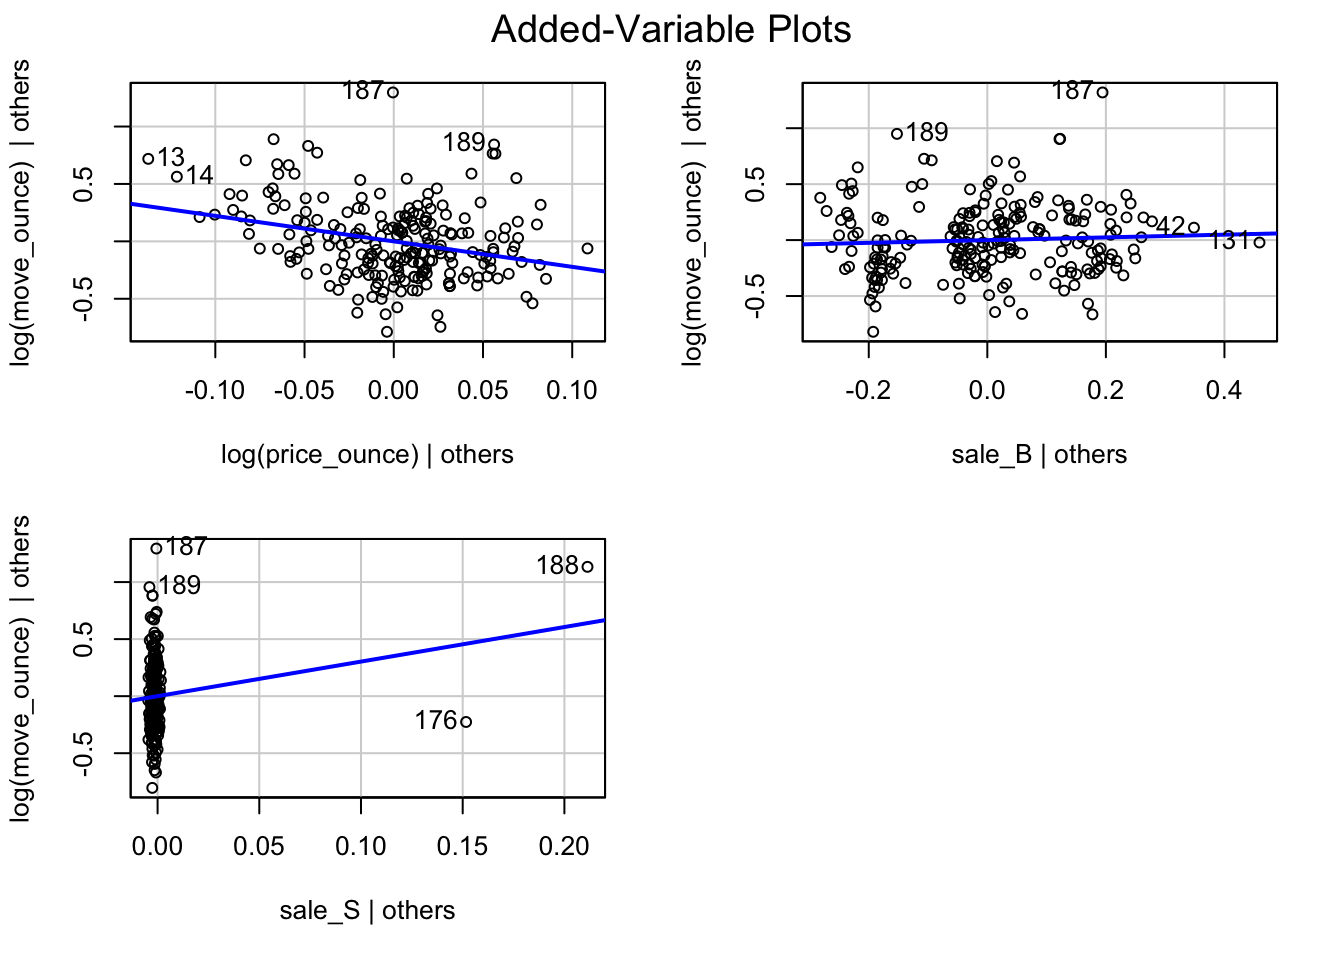 Added-Variable Plots
log(move_ounce) | others
0.5
-0.5
187
189
13
14
-0.10 -0.05 0.00 0.05 0.10
log(price_ounce) | others
log(move_ounce) | others
0.5
-0.5
187
189
42
131
-0.2 0.0 0.2 0.4
sale_B | others
log(move_ounce) | others
0.5
-0.5
187
189
188
176
0.00 0.05 0.10 0.15 0.20
sale_S | others